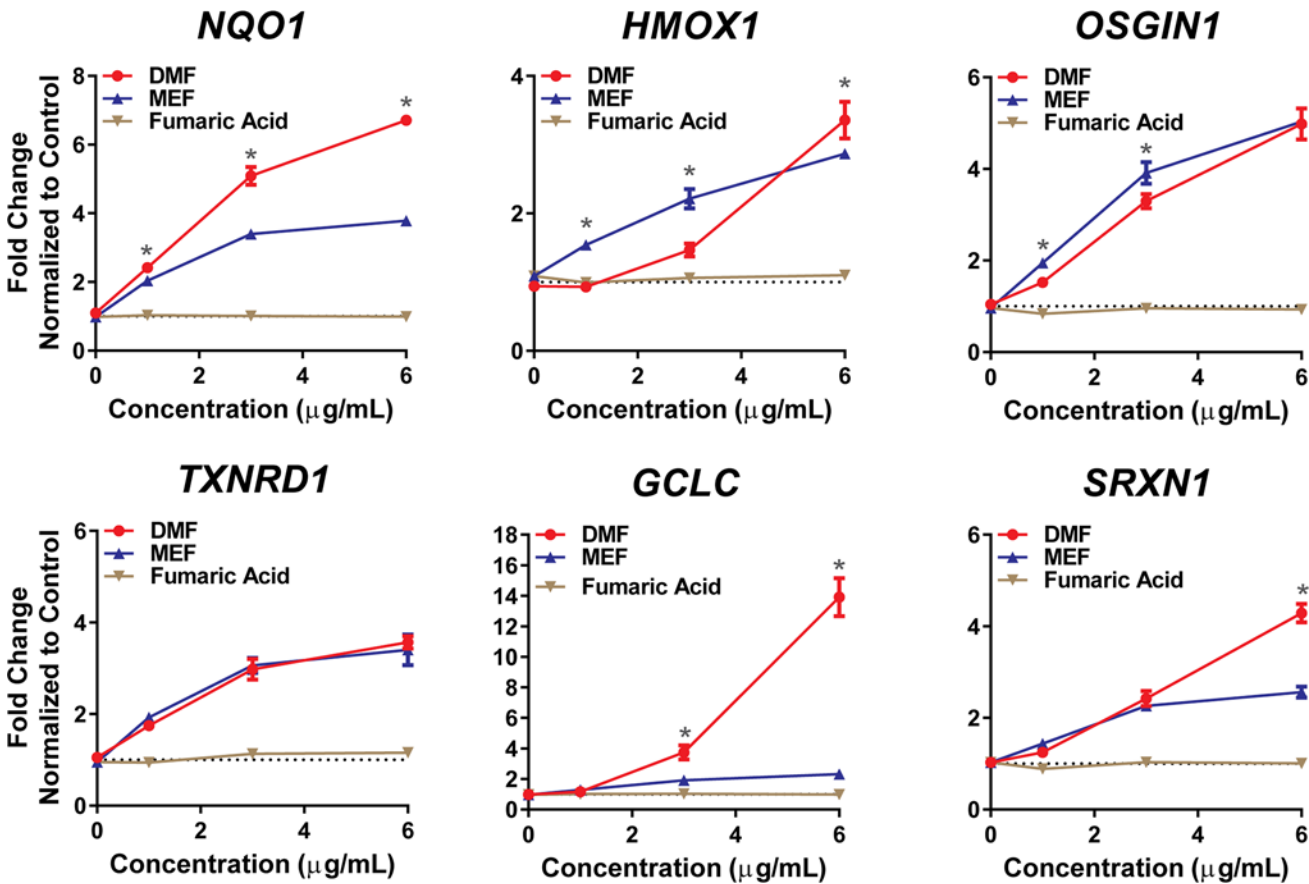 NQO1
DMF
MEF
Fumaric Acid
Fold Change
Normalized to Control
8
6
4
2
0
*
*
*
0
2
4
6
Concentration (μg/mL)
HMOX1
DMF
MEF
Fumaric Acid
4
2
0
*
*
*
0
2
4
6
Concentration (μg/mL)
OSGIN1
DMF
MEF
Fumaric Acid
6
4
2
0
*
*
0
2
4
6
Concentration (μg/mL)
TXNRD1
DMF
MEF
Fumaric Acid
Fold Change
Normalized to Control
6
4
2
0
0
2
4
6
Concentration (μg/mL)
GCLC
DMF
MEF
Fumaric Acid
18
16
14
12
10
8
6
4
2
0
*
*
0
2
4
6
Concentration (μg/mL)
SRXN1
DMF
MEF
Fumaric Acid
6
4
2
0
*
0
2
4
6
Concentration (μg/mL)